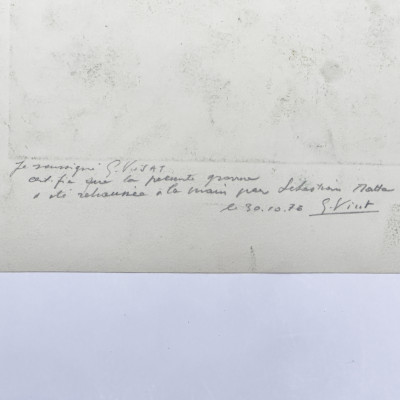 Je soussigné G. VISAT
certifie que la présente gravure
a été rehaussée à la main par Sebastian Matta
le 30.10.76 G. Visat